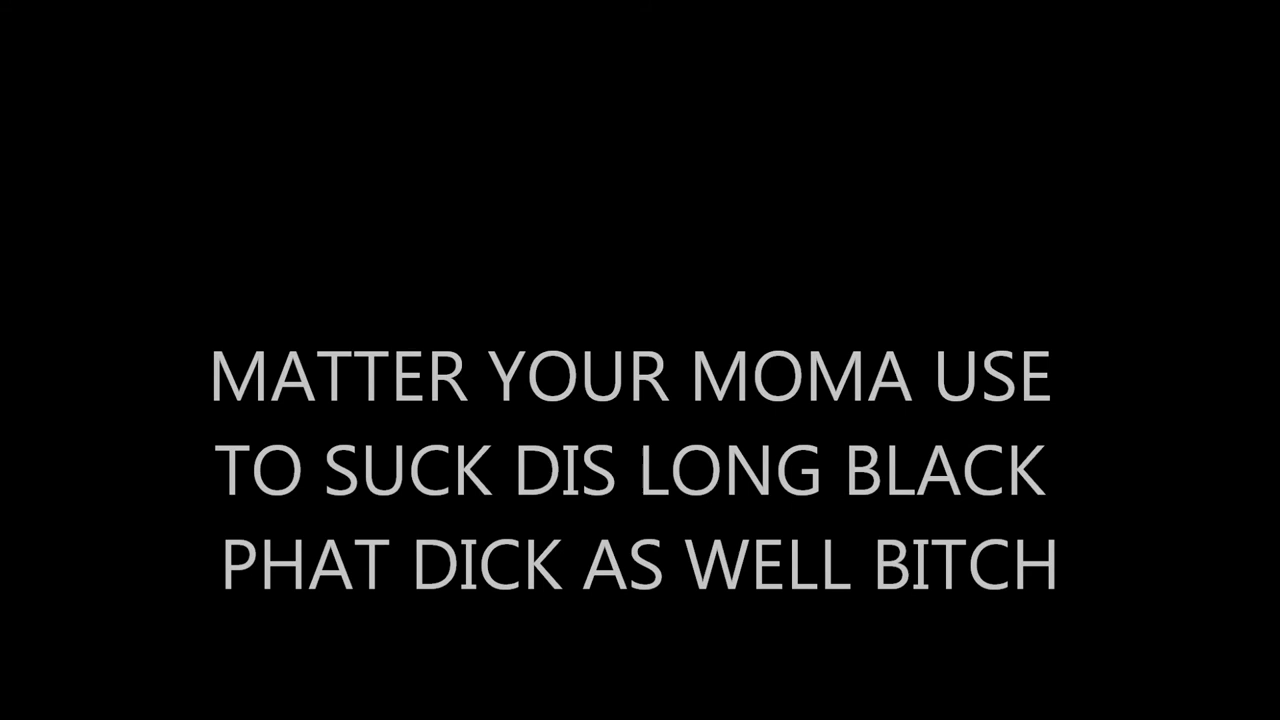 MATTER YOUR MOMA USE
TO SUCK DIS LONG BLACK
PHAT DICK AS WELL BITCH